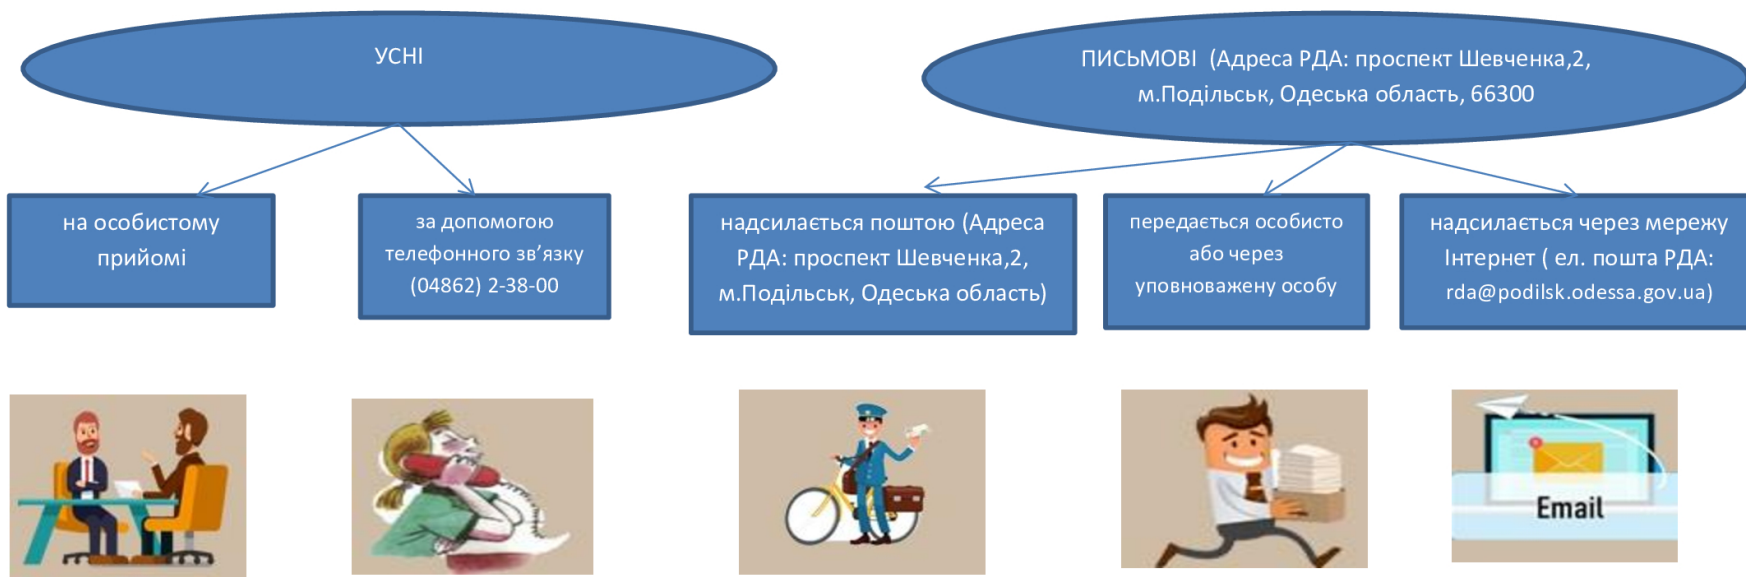 УСНІ
ПИСЬМОВІ (Адреса РДА: проспект Шевченка,2,
м.Подільськ, Одеська область, 66300
на особистому
прийомі
за допомогою
телефонного зв’язку
(04862) 2-38-00
надсилається поштою (Адреса
РДА: проспект Шевченка,2,
м.Подільськ, Одеська область)
передається особисто
або через
уповноважену особу
надсилається через мережу
Інтернет ( ел. пошта РДА:
rda@podilsk.odessa.gov.ua)
Email